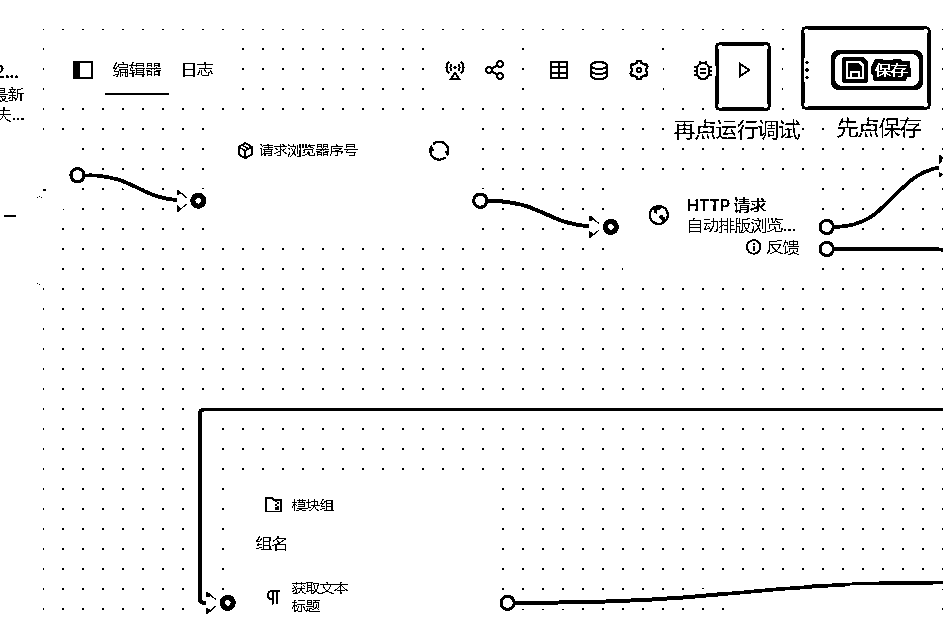 2...
编辑器 日志
保存
最新
夫...
再点运行调试 先点保存
请求浏览器序号
HTTP 请求
自动排版浏览...
反馈
模块组
组名
获取文本
标题